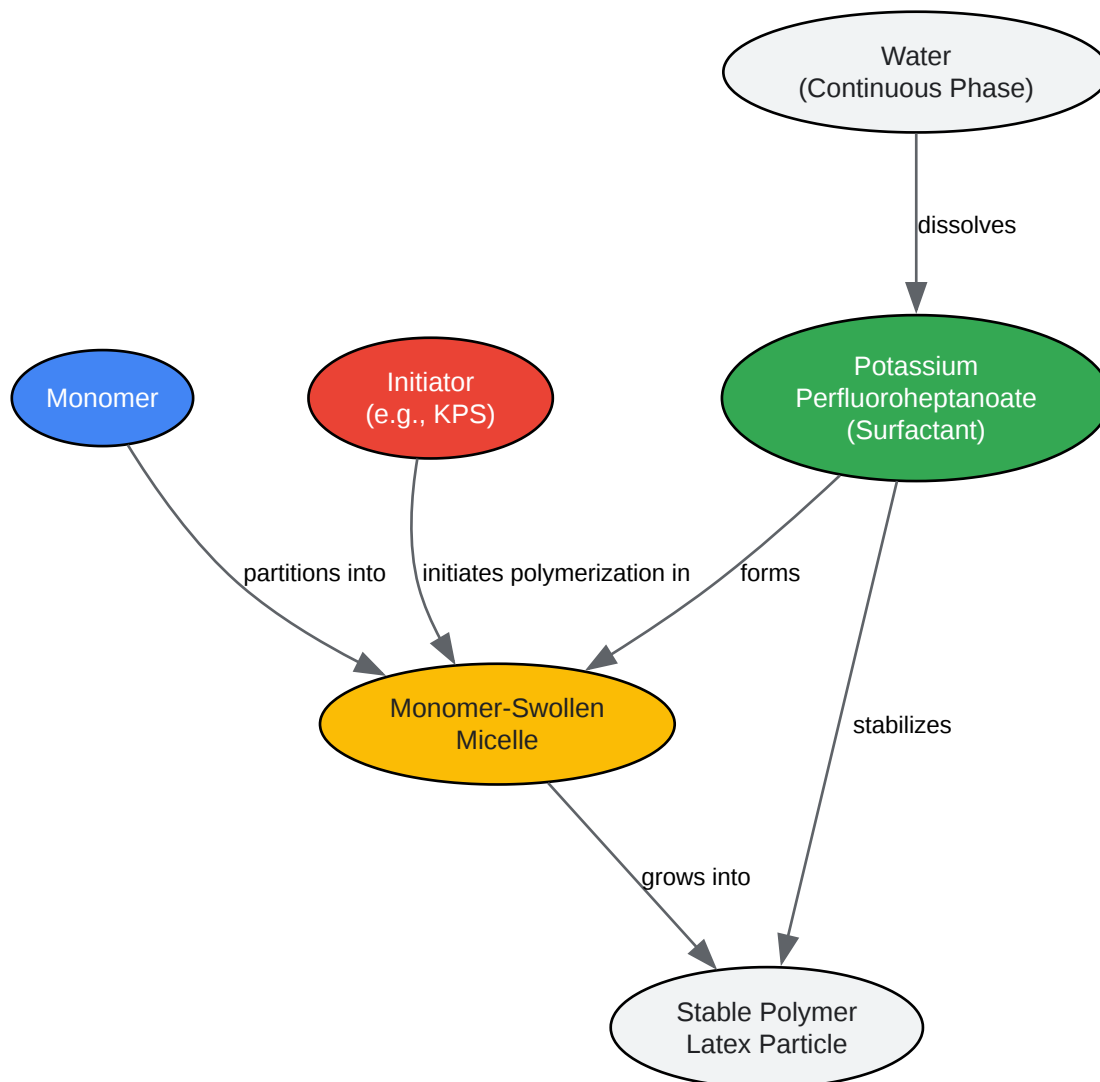 Water
(Continuous Phase)
dissolves
Monomer
Initiator
(e.g., KPS)
Potassium
Perfluoroheptanoate
(Surfactant)
partitions into
initiates polymerization in
forms
Monomer-Swollen
Micelle
stabilizes
grows into
Stable Polymer
Latex Particle